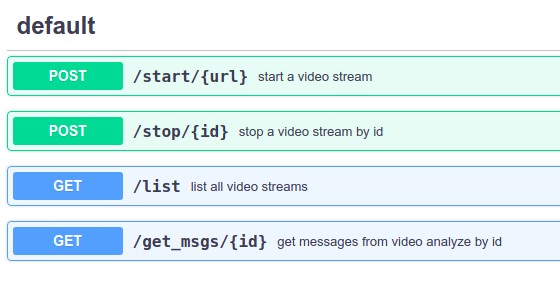 default
POST /start/{url} start a video stream
POST /stop/{id} stop a video stream by id
GET /list list all video streams
GET /get_msgs/{id} get messages from video analyze by id